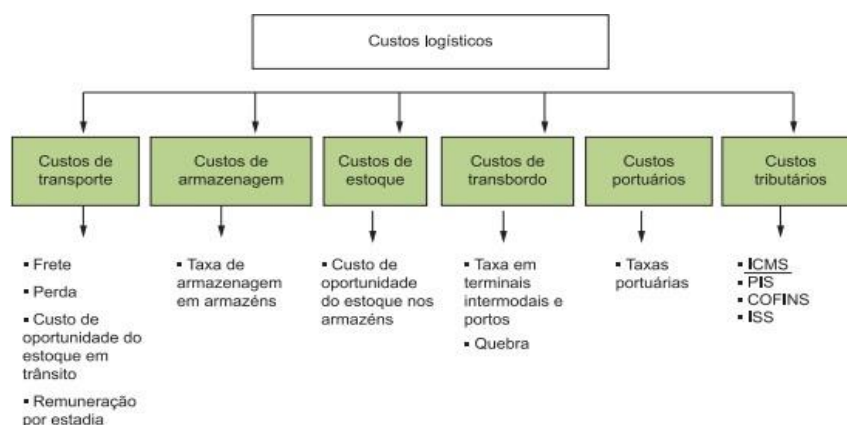 Custos logísticos
Custos de
transporte
Custos de
armazenagem
Custos de
estoque
Custos de
transbordo
Custos
portuários
Custos
tributários
▪ Frete
▪ Perda
▪ Custo de
oportunidade do
estoque em
trânsito
▪ Remuneração
por estadia
▪ Taxa de
armazenagem
em armazéns
▪ Custo de
oportunidade
do estoque nos
armazéns
▪ Taxa em
terminais
intermodais e
portos
▪ Quebra
▪ Taxas
portuárias
▪ ICMS
▪ PIS
▪ COFINS
▪ ISS